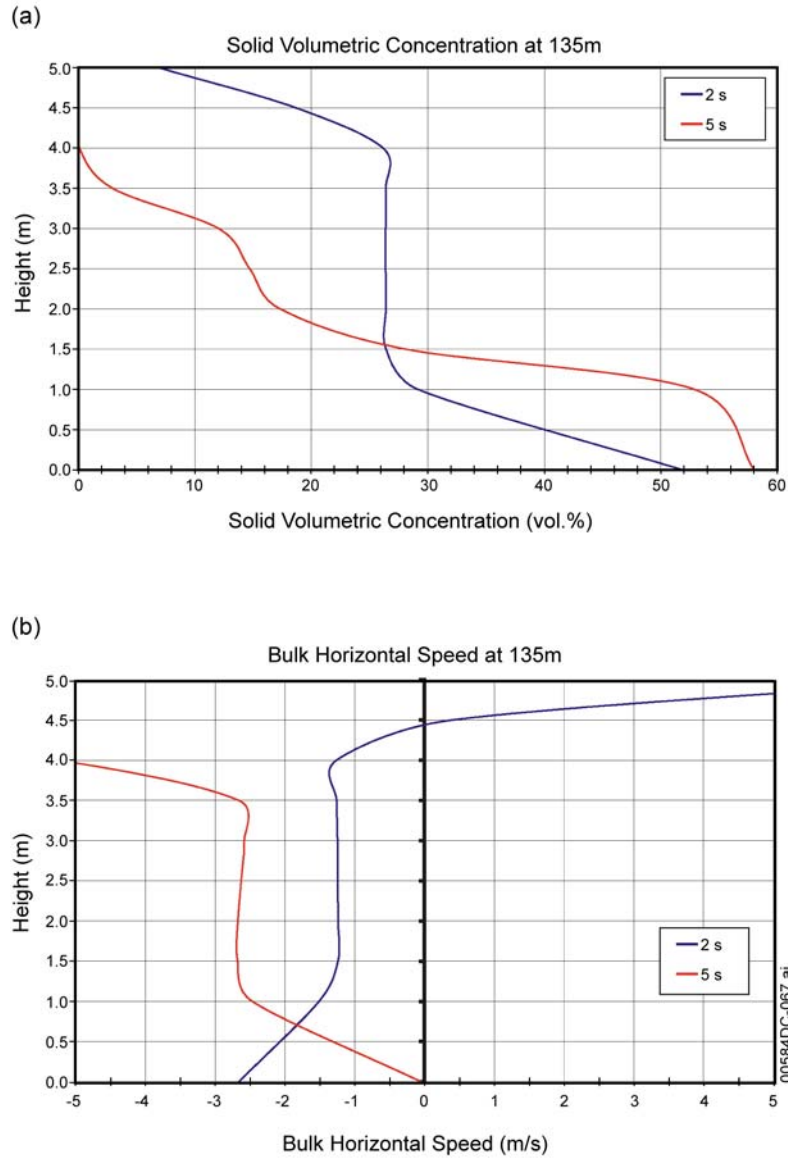 (a)
Solid Volumetric Concentration at 135m
5.0
4.5
4.0
3.5
3.0
2.5
2.0
1.5
1.0
0.5
0.0
Height (m)
2 s
5 s
0 10 20 30 40 50 60
Solid Volumetric Concentration (vol.%)
(b)
Bulk Horizontal Speed at 135m
5.0
4.5
4.0
3.5
3.0
2.5
2.0
1.5
1.0
0.5
0.0
Height (m)
2 s
5 s
-5 -4 -3 -2 -1 0 1 2 3 4 5
Bulk Horizontal Speed (m/s)
00584DC-067.ai